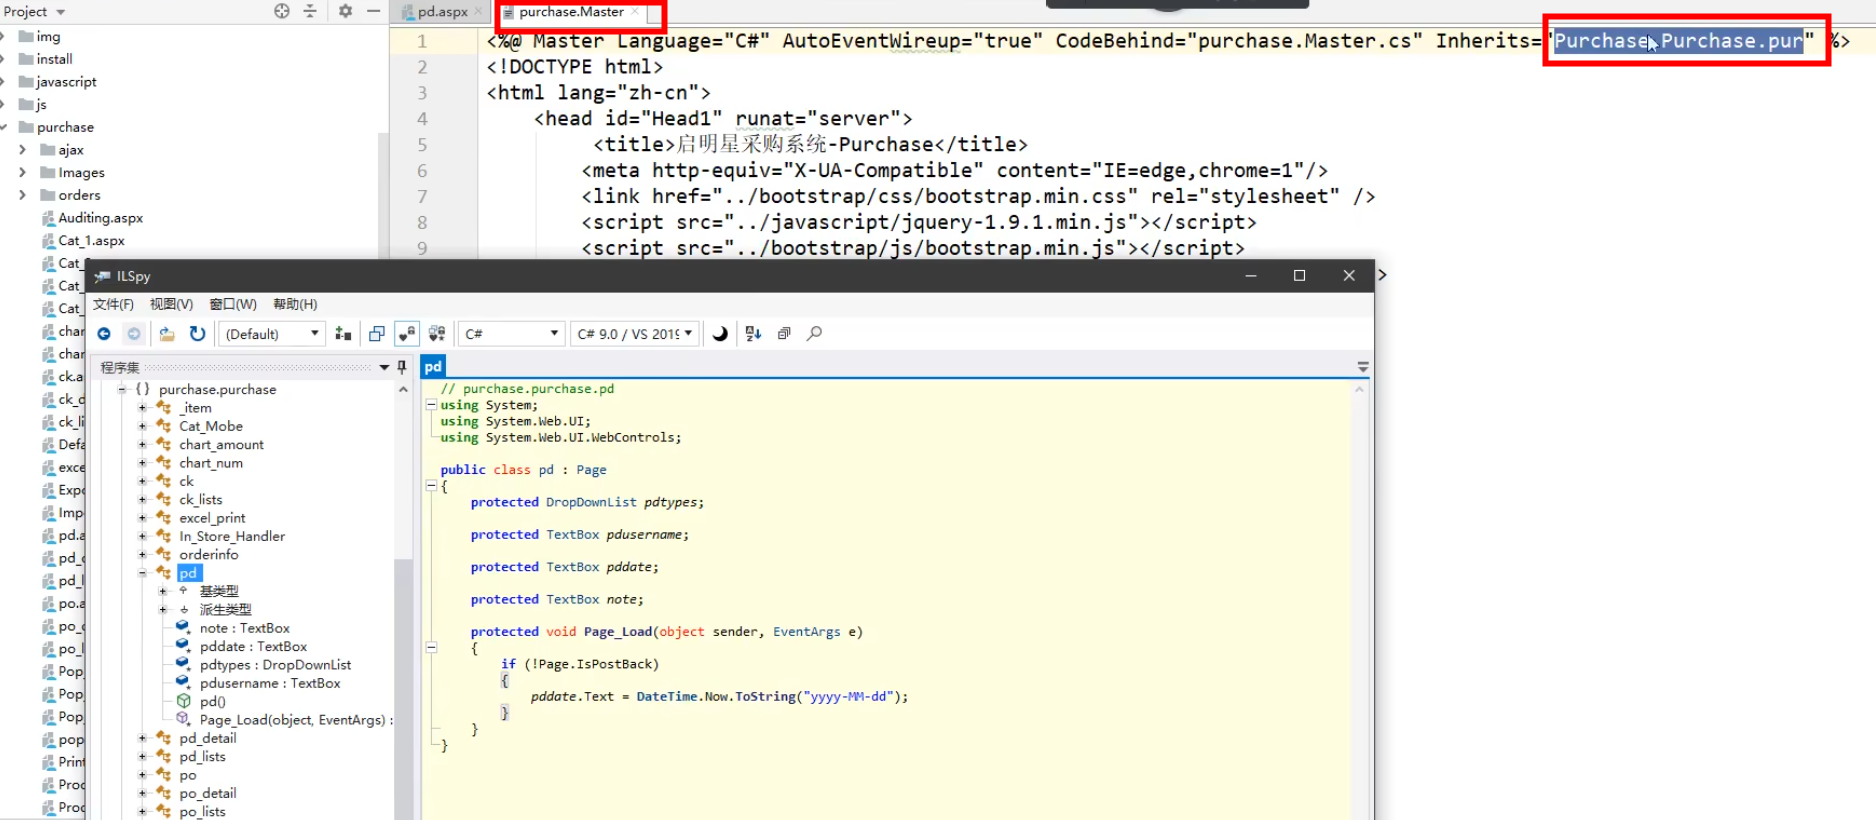 Project
pd.aspx
purchase.Master
img
install
javascript
js
purchase
ajax
Images
orders
Auditing.aspx
Cat_1.aspx
Cat_
Cat_
Cat_
char
char
ck.a
ck_d
ck_li
Defa
exce
Expo
Imp
pd.a
pd_d
pd_l
po.a
po_d
po_l
Pop_
Pop_
Pop_
pop
Print
Prod
Prod
1 <%@ Master Language="C#" AutoEventWireup="true" CodeBehind="purchase.Master.cs" Inherits="Purchase.Purchase.pur" %>
2 <!DOCTYPE html>
3 <html lang="zh-cn">
4 <head id="Head1" runat="server">
5 <title>启明星采购系统-Purchase</title>
6 <meta http-equiv="X-UA-Compatible" content="IE=edge,chrome=1"/>
7 <link href="../bootstrap/css/bootstrap.min.css" rel="stylesheet" />
8 <script src="../javascript/jquery-1.9.1.min.js"></script>
9 <script src="../bootstrap/js/bootstrap.min.js"></script>
>
ILSpy
文件(F) 视图(V) 窗口(W) 帮助(H)
(Default) C# C# 9.0 / VS 2019
程序集
purchase.purchase
_item
Cat_Mobe
chart_amount
chart_num
ck
ck_lists
excel_print
In_Store_Handler
orderinfo
pd
基类型
派生类型
note : TextBox
pddate : TextBox
pdtypes : DropDownList
pdusername : TextBox
pd()
Page_Load(object, EventArgs) :
pd_detail
pd_lists
po
po_detail
po_lists
pd
// purchase.purchase.pd
using System;
using System.Web.UI;
using System.Web.UI.WebControls;
public class pd : Page
{
protected DropDownList pdtypes;
protected TextBox pdusername;
protected TextBox pddate;
protected TextBox note;
protected void Page_Load(object sender, EventArgs e)
{
if (!Page.IsPostBack)
{
pddate.Text = DateTime.Now.ToString("yyyy-MM-dd");
}
}
}